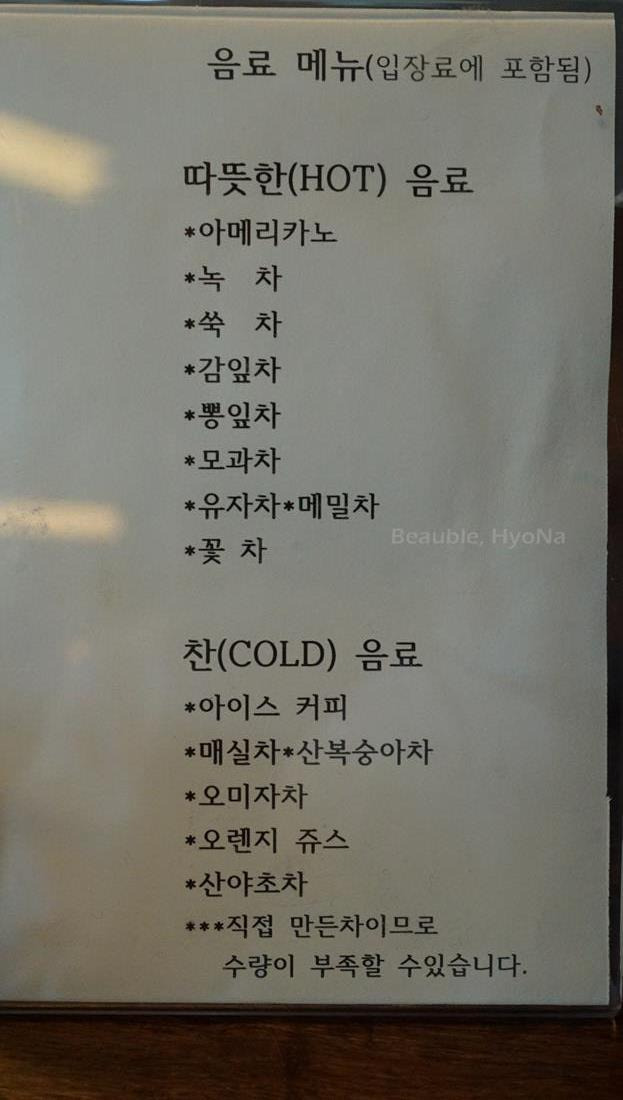 음료 메뉴(입장료에 포함됨)
따뜻한(HOT) 음료
*아메리카노
*녹 차
*쑥 차
*감잎차
*뽕잎차
*모과차
*유자차*메밀차
*꽃 차
Beauble, HyoNa
찬(COLD) 음료
*아이스 커피
*매실차*산복숭아차
*오미자차
*오렌지 쥬스
*산야초차
***직접 만든차이므로
수량이 부족할 수있습니다.